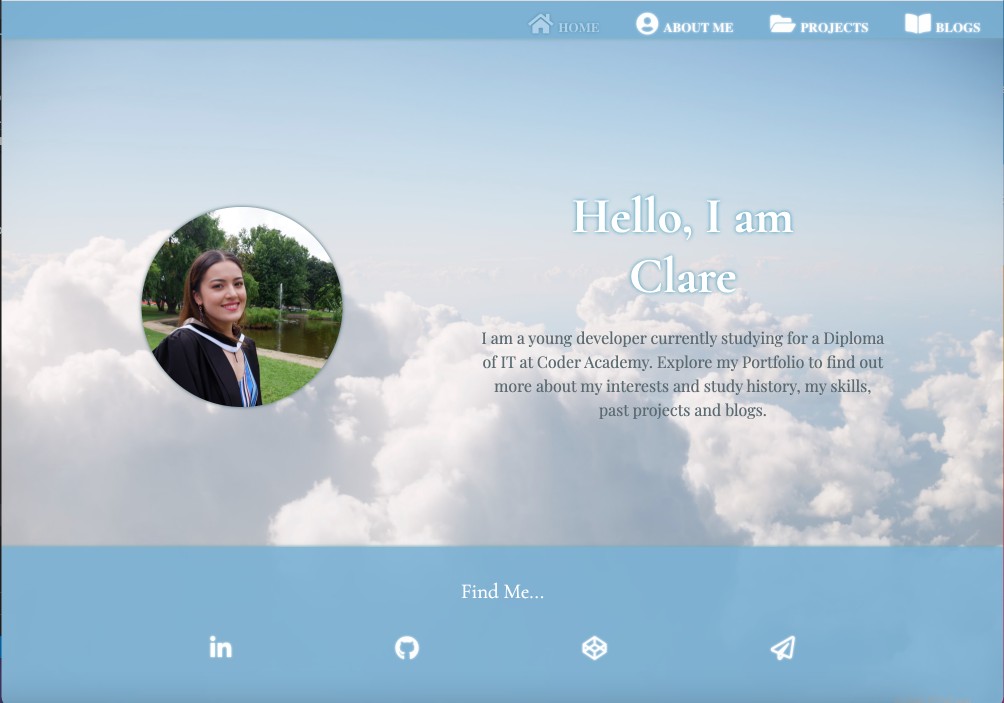 HOME ABOUT ME PROJECTS BLOGS
Hello, I am
Clare
I am a young developer currently studying for a Diploma
of IT at Coder Academy. Explore my Portfolio to find out
more about my interests and study history, my skills,
past projects and blogs.
Find Me...
in